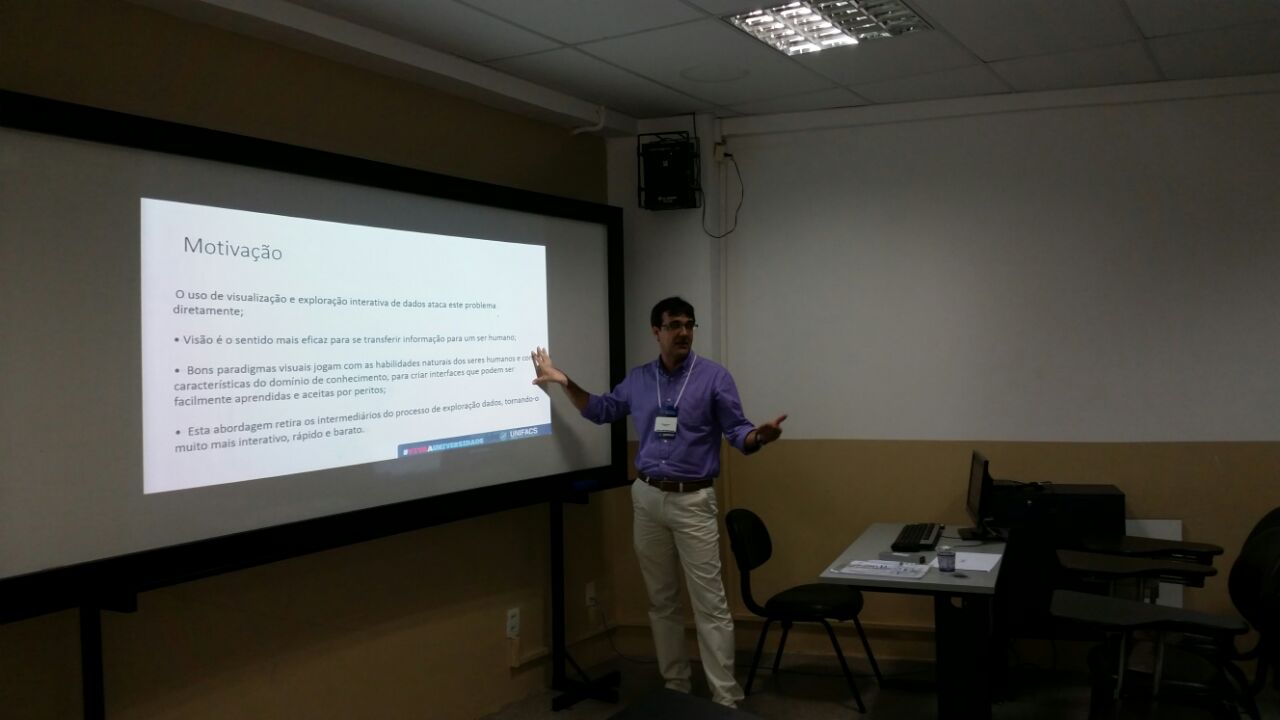 Motivação
O uso de visualização e exploração interativa de dados ataca este problema
diretamente;
• Visão é o sentido mais eficaz para se transferir informação para um ser humano;
• Bons paradigmas visuais jogam com as habilidades naturais dos seres humanos e com
características do domínio de conhecimento, para criar interfaces que podem ser
facilmente aprendidas e aceitas por peritos;
• Esta abordagem retira os intermediários do processo de exploração dados, tornando-o
muito mais interativo, rápido e barato.
#VIVAAUNIVERSIDADE UNIFACS